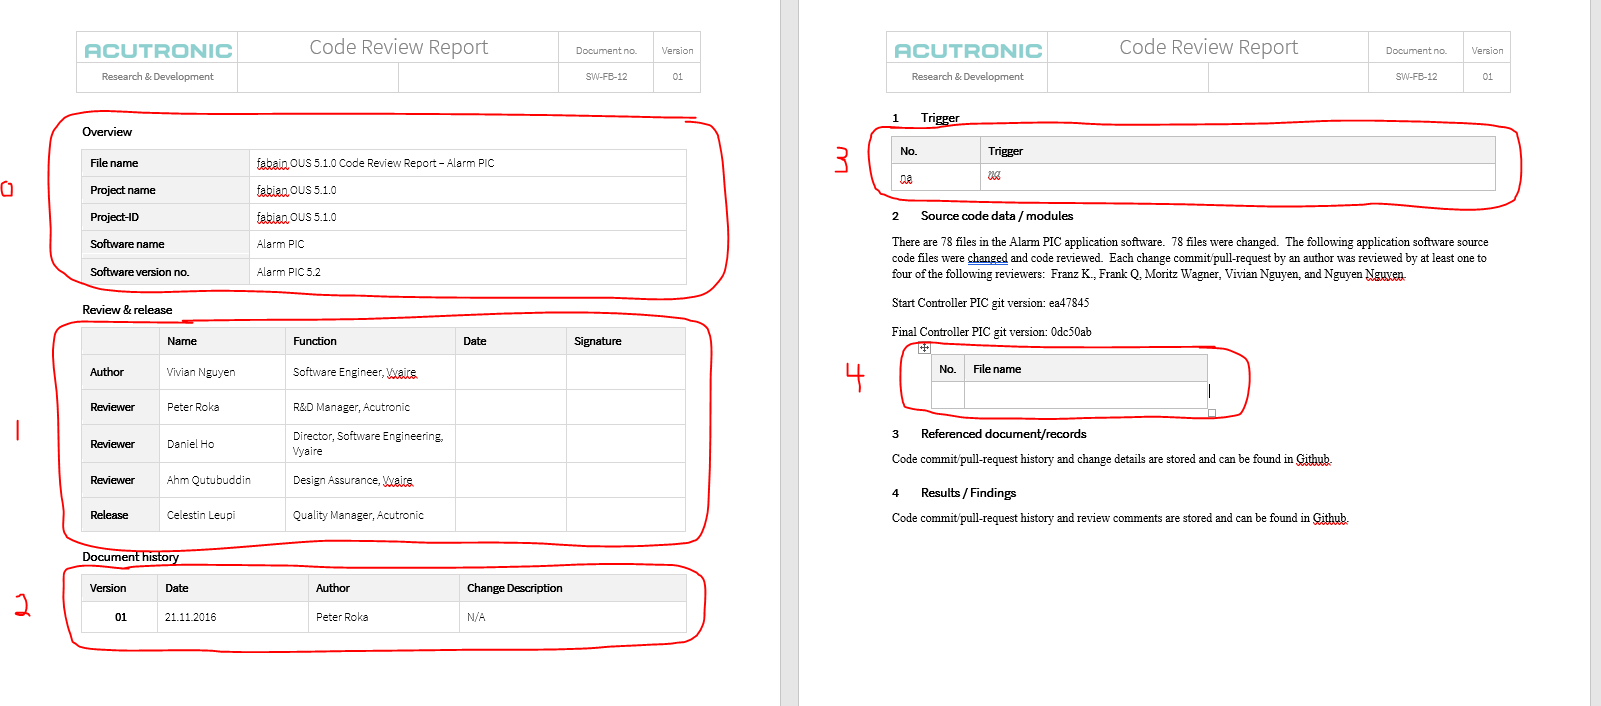 ACUTRONIC Code Review Report Document no. Version
Research & Development SW-FB-12 01
0
Overview
File name fabain OUS 5.1.0 Code Review Report – Alarm PIC
Project name fabian OUS 5.1.0
Project-ID fabian OUS 5.1.0
Software name Alarm PIC
Software version no. Alarm PIC 5.2
1
Review & release
Name Function Date Signature
Author Vivian Nguyen Software Engineer, Vyaire
Reviewer Peter Roka R&D Manager, Acutronic
Reviewer Daniel Ho Director, Software Engineering,
Vyaire
Reviewer Ahm Qutubuddin Design Assurance, Vyaire
Release Celestin Leupi Quality Manager, Acutronic
2
Document history
Version Date Author Change Description
01 21.11.2016 Peter Roka N/A
ACUTRONIC Code Review Report Document no. Version
Research & Development SW-FB-12 01
1 Trigger
3
No. Trigger
na na
2 Source code data / modules
There are 78 files in the Alarm PIC application software. 78 files were changed. The following application software source
code files were changed and code reviewed. Each change commit/pull-request by an author was reviewed by at least one to
four of the following reviewers: Franz K., Frank Q, Moritz Wagner, Vivian Nguyen, and Nguyen Nguyen.
Start Controller PIC git version: ea47845
Final Controller PIC git version: 0dc50ab
4
No. File name
3 Referenced document/records
Code commit/pull-request history and change details are stored and can be found in Github.
4 Results / Findings
Code commit/pull-request history and review comments are stored and can be found in Github.